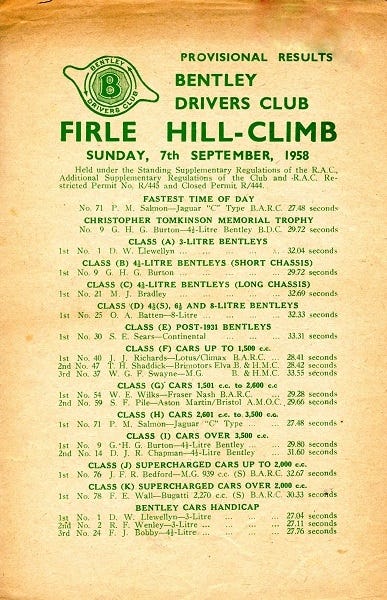 PROVISIONAL RESULTS
BENTLEY DRIVERS CLUB
B
BENTLEY
DRIVERS CLUB
FIRLE HILL-CLIMB
SUNDAY, 7th SEPTEMBER, 1958
Held under the Standing Supplementary Regulations of the R.A.C.,
Additional Supplementary Regulations of the Club and R.A.C. Re-
stricted Permit No. R/445 and Closed Permit R/444.
FASTEST TIME OF DAY
No. 71 P. M. Salmon—Jaguar "C" Type B.A.R.C. 27.48 seconds
CHRISTOPHER TOMKINSON MEMORIAL TROPHY
No. 9 G. H. G. Burton—4½-Litre Bentley B.D.C. 29.72 seconds
CLASS (A) 3-LITRE BENTLEYS
1st No. 1 D. W. Llewellyn ... ... ... ... 32.04 seconds
CLASS (B) 4½-LITRE BENTLEYS (SHORT CHASSIS)
1st No. 9 G. H. G. Burton ... ... ... ... 29.72 seconds
CLASS (C) 4½-LITRE BENTLEYS (LONG CHASSIS)
1st No. 21 M. J. Bradley ... ... ... ... 32.69 seconds
CLASS (D) 4½(S), 6½ and 8-LITRE BENTLEYS
1st No. 25 O. A. Batten—8-Litre ... ... ... 32.33 seconds
CLASS (E) POST-1931 BENTLEYS
1st No. 30 S. E. Sears—Continental ... ... 33.31 seconds
CLASS (F) CARS UP TO 1,500 c.c.
1st No. 40 J. J. Richards—Lotus/Climax B.A.R.C. ... 28.41 seconds
2nd No. 47 T. H. Shaddick—Brimotors Elva B. & H.M.C. 28.42 seconds
3rd No. 37 W. G. F. Swayne—M.G. B. & H.M.C. 33.55 seconds
CLASS (G) CARS 1,501 c.c. to 2,600 c.c
1st No. 54 W. E. Wilks—Fraser Nash B.A.R.C. ... 29.28 seconds
2nd No. 59 S. F. Pile—Aston Martin/Bristol A.M.O.C. 29.66 seconds
CLASS (H) CARS 2,601 c.c. to 3,500 c.c.
1st No. 71 P. M. Salmon—Jaguar "C" Type ... ... 27.48 seconds
CLASS (I) CARS OVER 3,500 c.c.
1st No. 9 G. H. G. Burton—4½-Litre Bentley ... 29.80 seconds
2nd No. 14 D. J. R. Chapman—4½-Litre Bentley ... 31.60 seconds
CLASS (J) SUPERCHARGED CARS UP TO 2,000 c.c.
1st No. 76 J. F. R. Bedford—M.G. 939 c.c. (S) B.A.R.C. 32.67 seconds
CLASS (K) SUPERCHARGED CARS OVER 2,000 c.c.
1st No. 78 F. E. Wall—Bugatti 2,270 c.c. (S) B.A.R.C. 30.33 seconds
BENTLEY CARS HANDICAP
1st No. 1 D. W. Llewellyn—3-Litre ... ... ... 27.04 seconds
2nd No. 2 R. F. Wenley—3-Litre ... ... ... 27.11 seconds
3rd No. 24 F. J. Bobby—4½-Litre ... ... ... 27.76 seconds